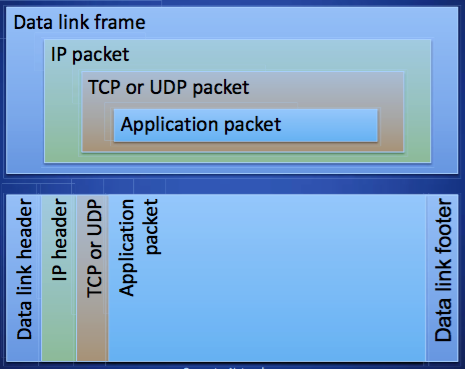 Data link frame
IP packet
TCP or UDP packet
Application packet
Data link header
IP header
TCP or UDP
Application
packet
Data link footer